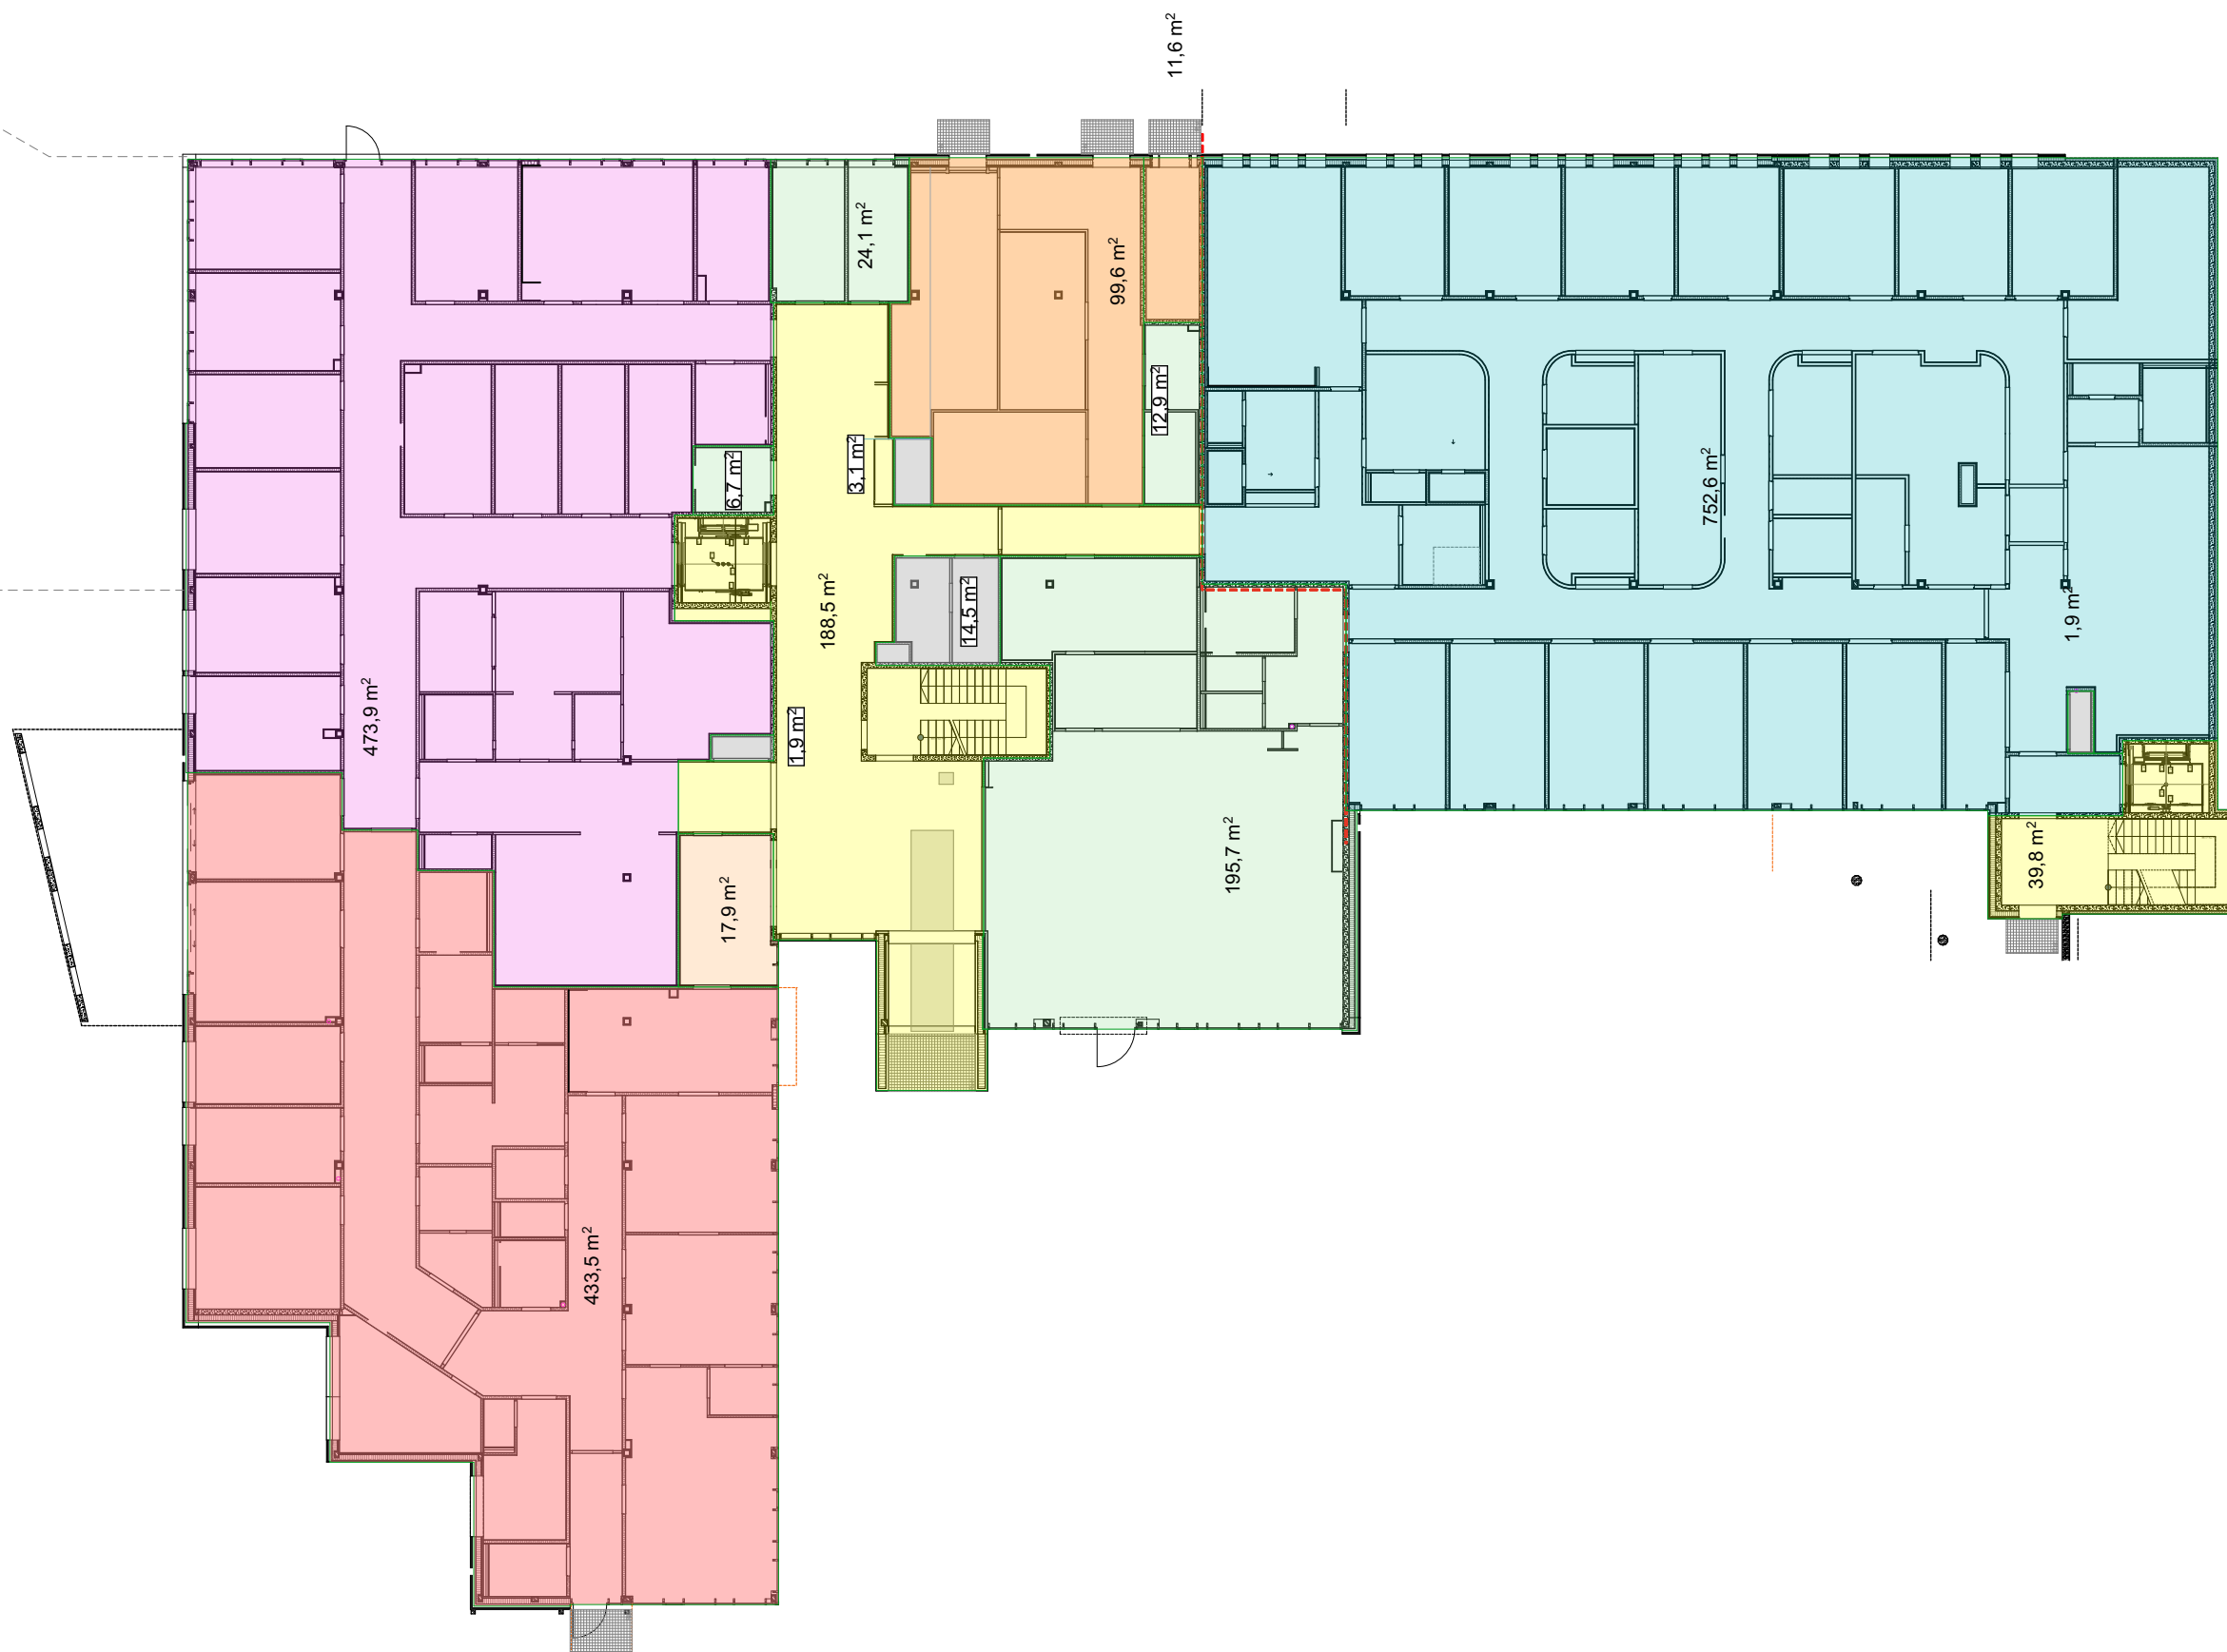 11,6 m²
24,1 m²
99,6 m²
12,9 m²
3,1 m²
6,7 m²
752,6 m²
188,5 m²
14,5 m²
1,9 m²
473,9 m²
1,9 m²
195,7 m²
39,8 m²
17,9 m²
433,5 m²